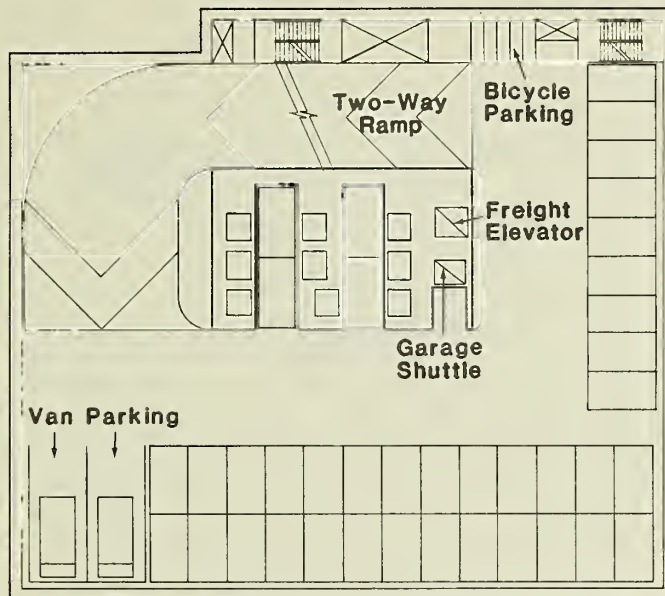 Two-Way
Ramp
Bicycle
Parking
Freight
Elevator
Garage
Shuttle
Van Parking